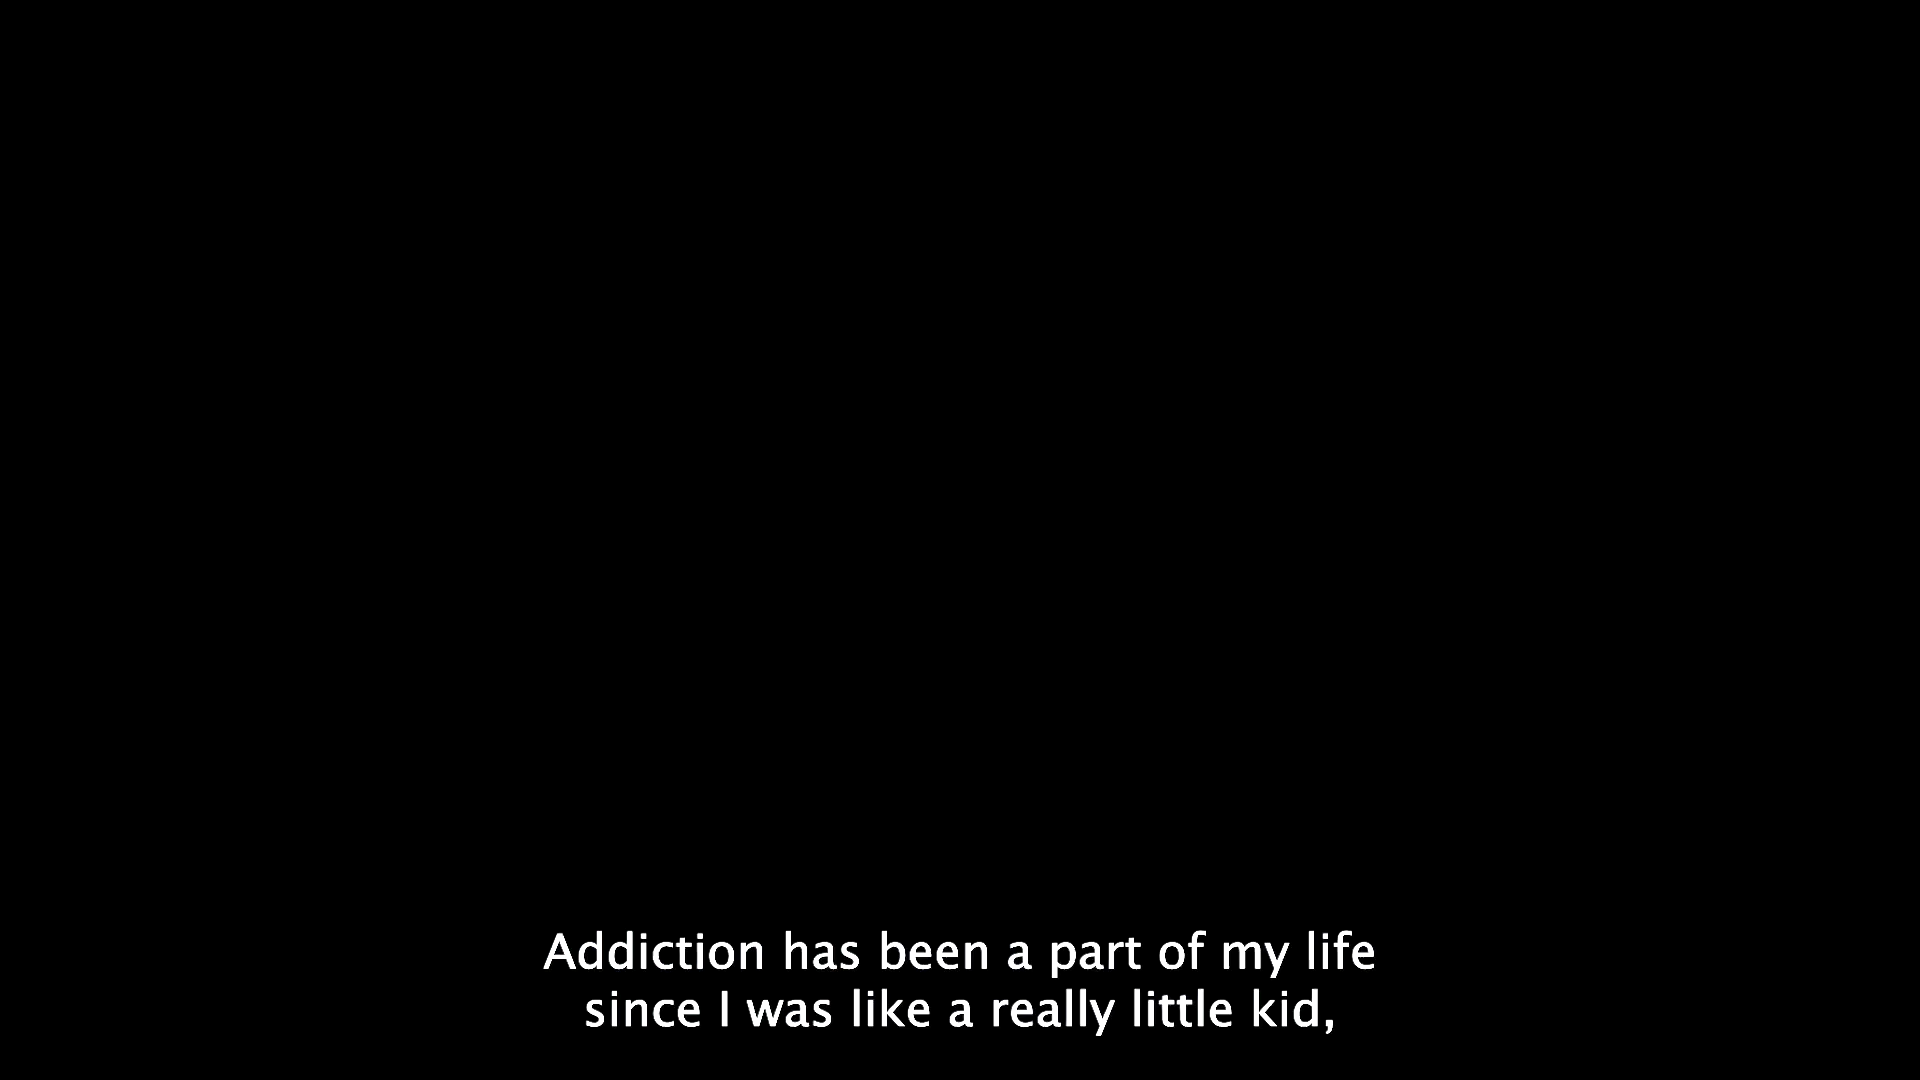 Addiction has been a part of my life
since I was like a really little kid,